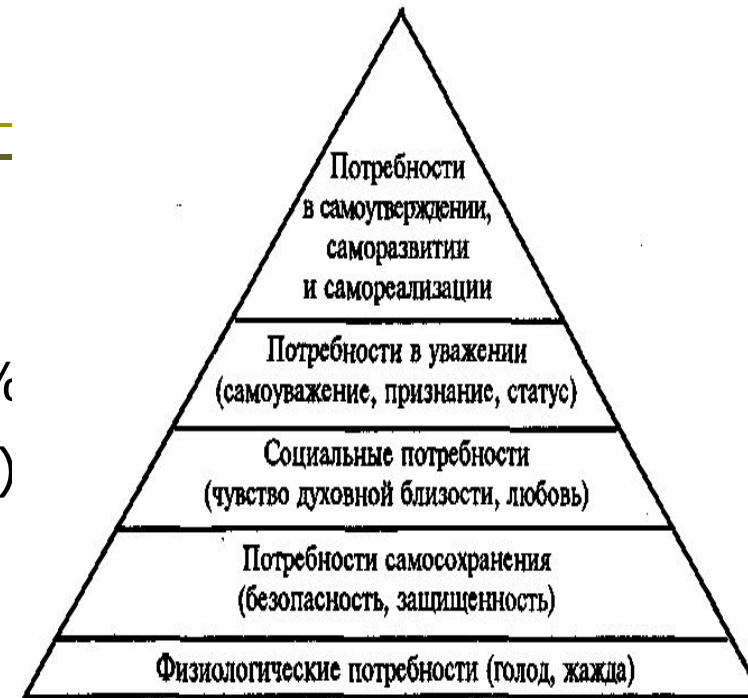 Потребности
в самоутверждении,
саморазвитии
и самореализации
Потребности в уважении
(самоуважение, признание, статус)
%
)
Социальные потребности
(чувство духовной близости, любовь)
Потребности самосохранения
(безопасность, защищенность)
Физиологические потребности (голод, жажда)